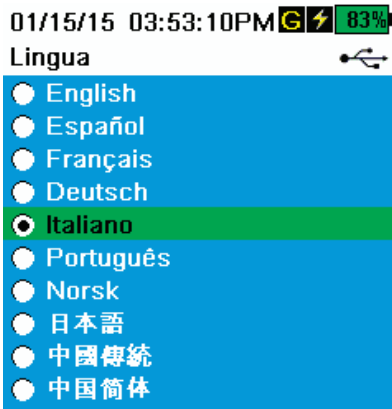 01/15/15 03:53:10PM G 83%
Lingua
English
Español
Français
Deutsch
Italiano
Português
Norsk
日本語
中國傳統
中国简体